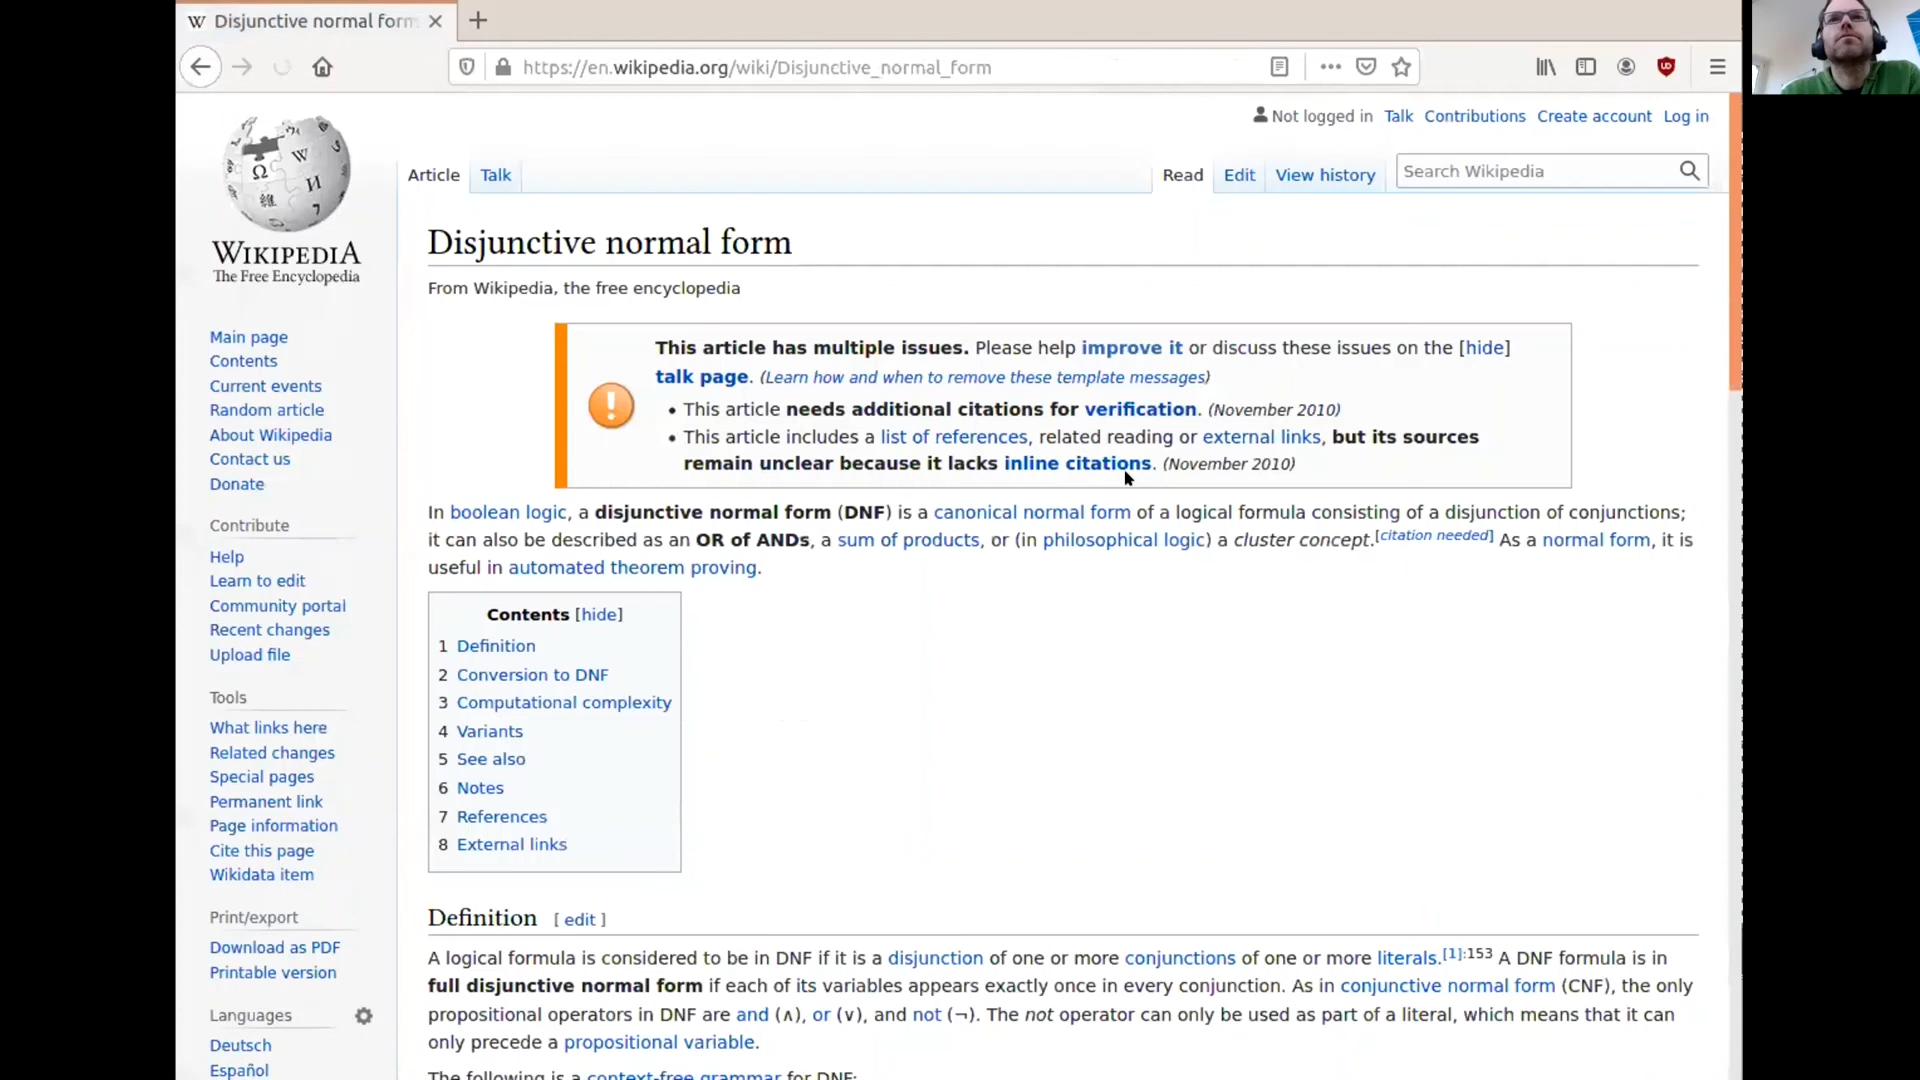 Disjunctive normal form
https://en.wikipedia.org/wiki/Disjunctive_normal_form
Not logged in Talk Contributions Create account Log in
Article Talk Read Edit View history Search Wikipedia
WIKIPEDIA
The Free Encyclopedia
Main page
Contents
Current events
Random article
About Wikipedia
Contact us
Donate
Contribute
Help
Learn to edit
Community portal
Recent changes
Upload file
Tools
What links here
Related changes
Special pages
Permanent link
Page information
Cite this page
Wikidata item
Print/export
Download as PDF
Printable version
Languages
Deutsch
Español
Disjunctive normal form
From Wikipedia, the free encyclopedia
This article has multiple issues. Please help improve it or discuss these issues on the [hide]
talk page. (Learn how and when to remove these template messages)
• This article needs additional citations for verification. (November 2010)
• This article includes a list of references, related reading or external links, but its sources
remain unclear because it lacks inline citations. (November 2010)
In boolean logic, a disjunctive normal form (DNF) is a canonical normal form of a logical formula consisting of a disjunction of conjunctions;
it can also be described as an OR of ANDs, a sum of products, or (in philosophical logic) a cluster concept.[citation needed] As a normal form, it is
useful in automated theorem proving.
Contents [hide]
1 Definition
2 Conversion to DNF
3 Computational complexity
4 Variants
5 See also
6 Notes
7 References
8 External links
Definition [ edit ]
A logical formula is considered to be in DNF if it is a disjunction of one or more conjunctions of one or more literals.[1]:153 A DNF formula is in
full disjunctive normal form if each of its variables appears exactly once in every conjunction. As in conjunctive normal form (CNF), the only
propositional operators in DNF are and (∧), or (∨), and not (¬). The not operator can only be used as part of a literal, which means that it can
only precede a propositional variable.
The following is a context-free grammar for DNF: